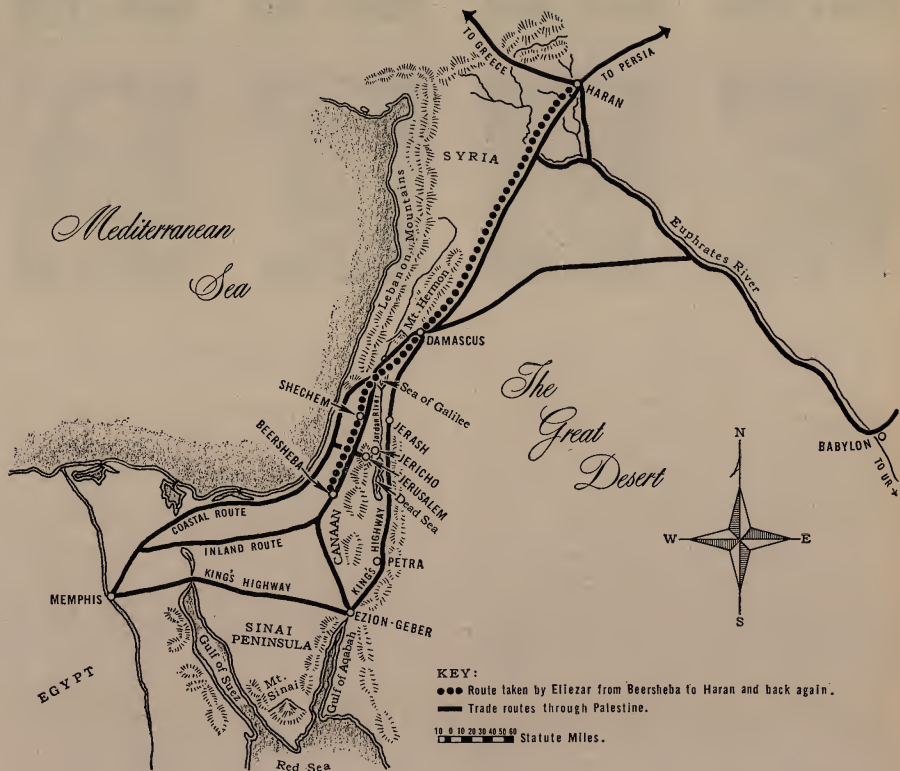 TO GREECE
TO PERSIA
HARAN
SYRIA
Mediterranean
Sea
Lebanon Mountains
Mt. Hermon
Euphrates River
DAMASCUS
SHECHEM
Sea of Galilee
The
Great
Desert
BEERSHEBA
Jordan River
JERASH
JERICHO
JERUSALEM
Dead Sea
BABYLON
TO UR
N
W
E
S
COASTAL ROUTE
INLAND ROUTE
CANAAN
KING'S HIGHWAY
PETRA
KING'S HIGHWAY
MEMPHIS
EZION-GEBER
SINAI
PENINSULA
EGYPT
Gulf of Suez
Mt.
Sinai
Gulf of Aqabah
Red Sea
KEY:
Route taken by Eliezar from Beersheba to Haran and back again.
Trade routes through Palestine.
10 0 10 20 30 40 50 60
Statute Miles.